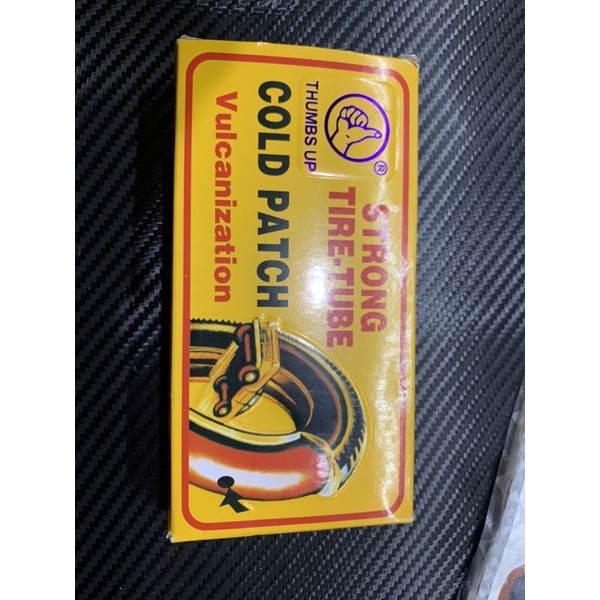 ®
THUMBS UP
STRONG
TIRE-TUBE
COLD PATCH
Vulcanization